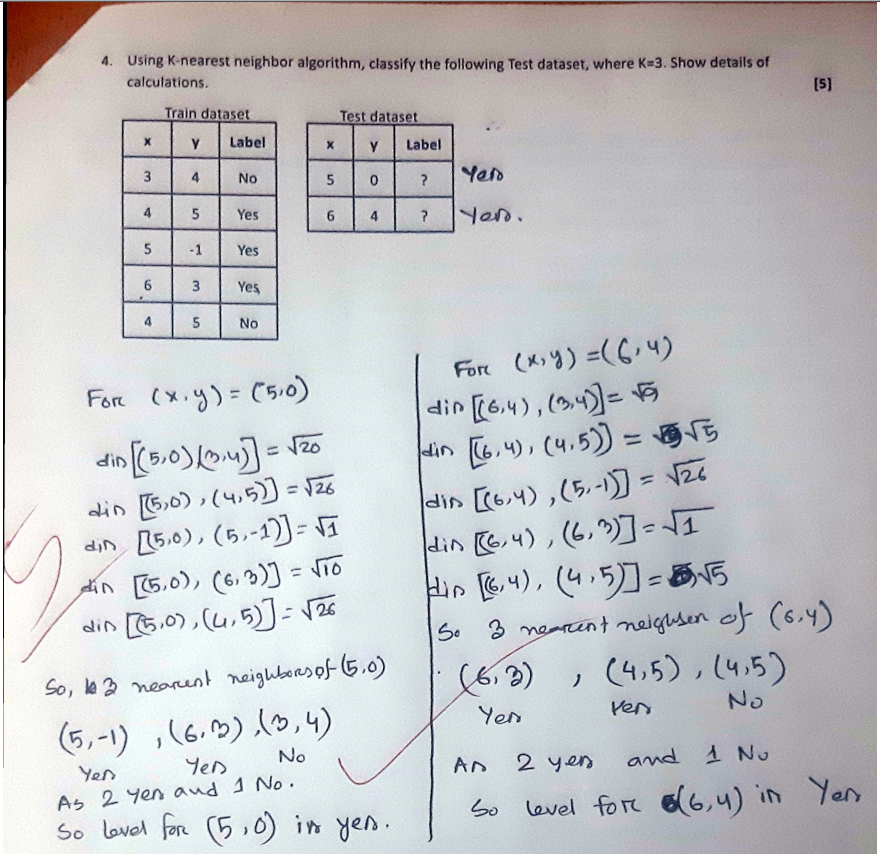 4. Using K-nearest neighbor algorithm, classify the following Test dataset, where K=3. Show details of
calculations. [5]
Train dataset
x y Label
3 4 No
4 5 Yes
5 -1 Yes
6 3 Yes
4 5 No
Test dataset
x y Label
5 0 ? Yes
6 4 ? Yes.
For (x,y) = (5,0)
dis [(5,0)(3,4)] = √20
dis [(5,0),(4,5)] = √26
dis [(5,0), (5,-1)] = √1
dis [(5,0), (6,3)] = √10
dis [(5,0),(4,5)] = √26
So, 3 nearest neighbors of (5,0)
(5,-1) , (6,3) , (3,4)
Yes Yes No
As 2 Yes and 1 No.
So level for (5,0) is yes.
For (x,y) = (6,4)
dis [(6,4),(3,4)] = √9
dis [(6,4), (4,5)] = √5
dis [(6,4),(5,-1)] = √26
dis [(6,4), (6,3)] = √1
dis [(6,4), (4,5)] = √5
So 3 nearest neighser of (6,4)
(6,3) , (4,5) , (4,5)
Yes Yes No
As 2 yes and 1 No
So level for (6,4) is Yes
5